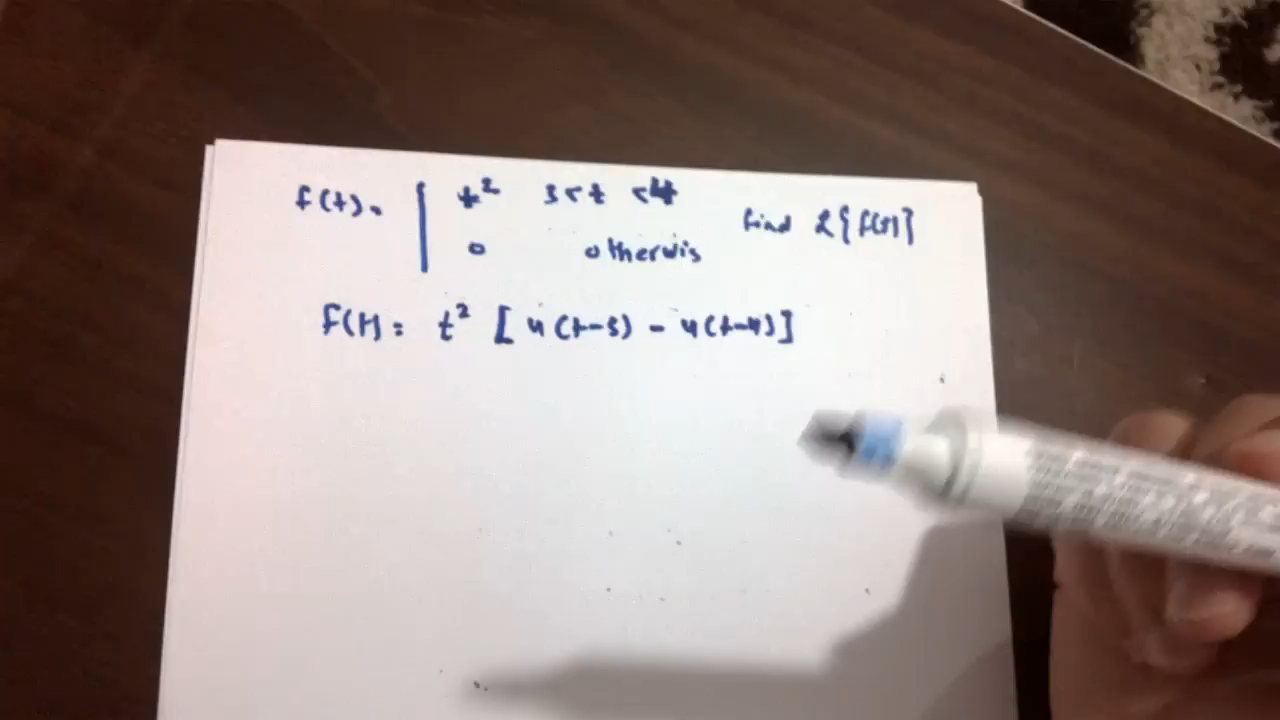 f(t) = t² 3<t<4 find L{f(t)}
0 otherwis
f(t) = t² [u(t-3) - u(t-4)]